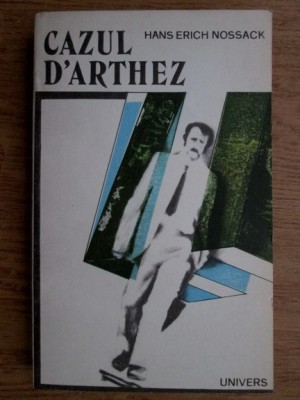 CAZUL
D'ARTHEZ
HANS ERICH NOSSACK
UNIVERS